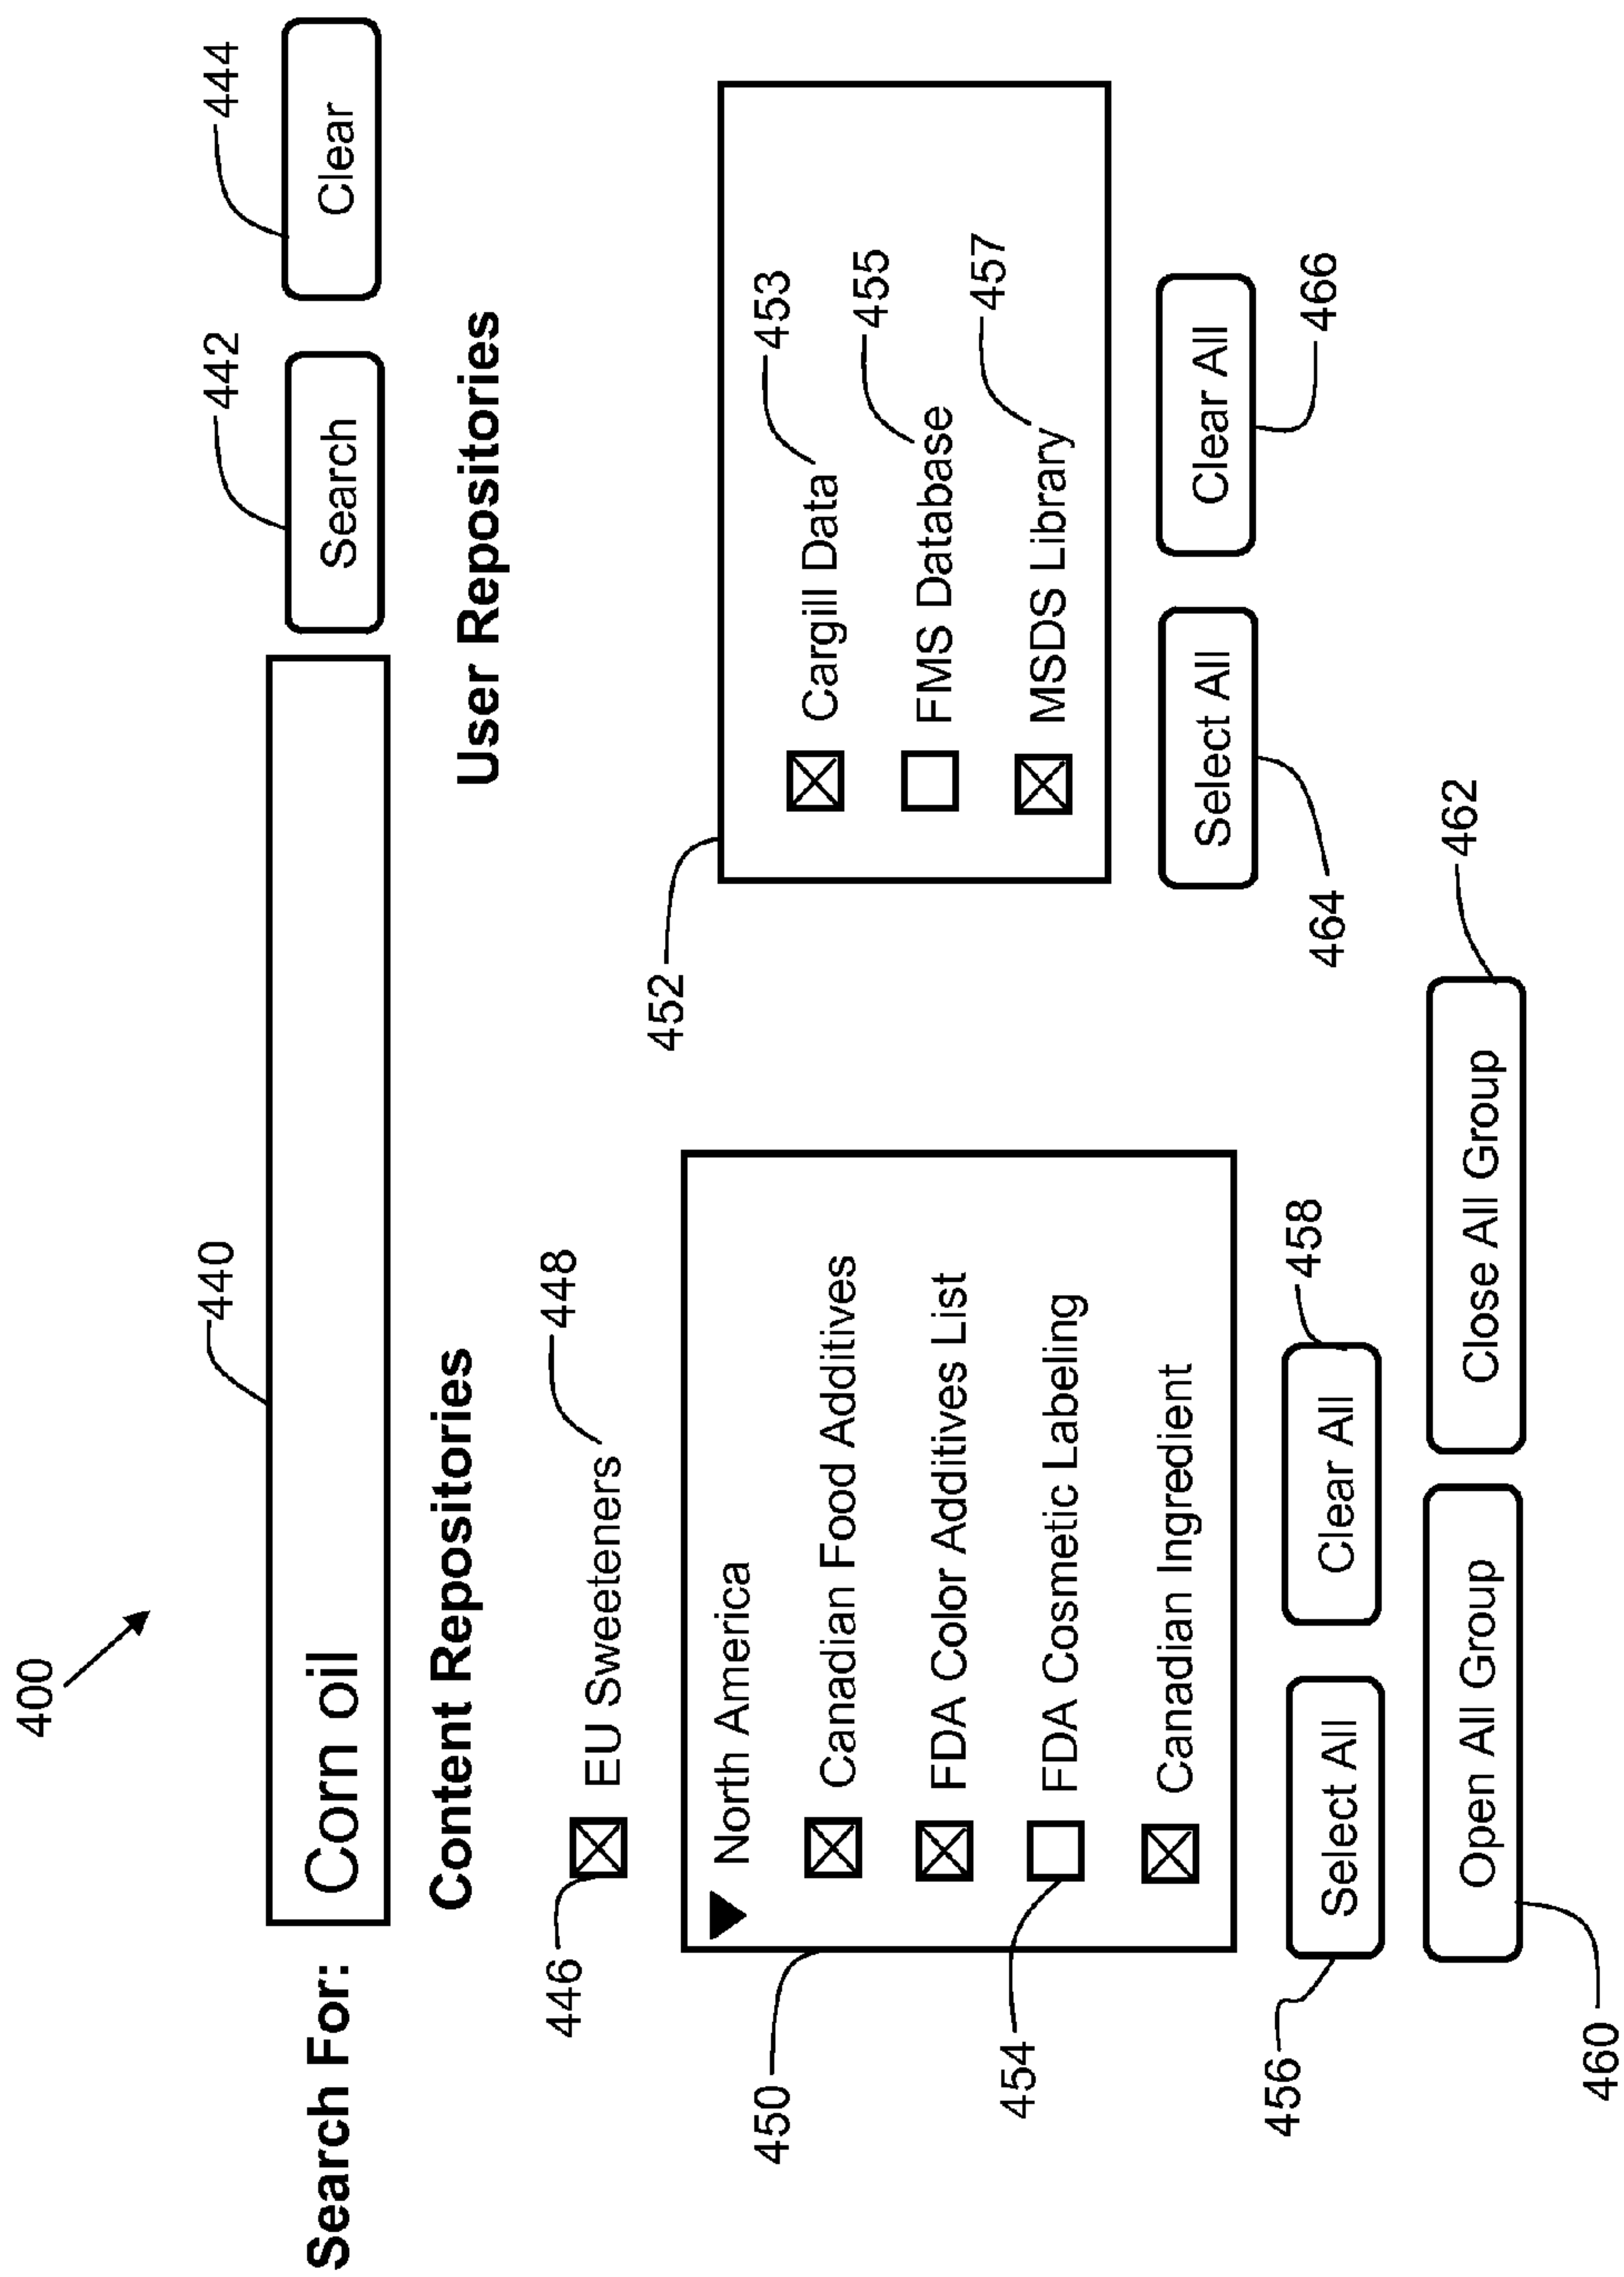 400
440
442
444
Search For:
Corn oil
Search
Clear
Content Repositories
User Repositories
446
EU Sweeteners
448
450
North America
Canadian Food Additives
FDA Color Additives List
FDA Cosmetic Labeling
Canadian Ingredient
454
452
Cargill Data
453
FMS Database
455
MSDS Library
457
456
Select All
Clear All
458
Select All
Clear All
464
466
Open All Group
Close All Group
460
462